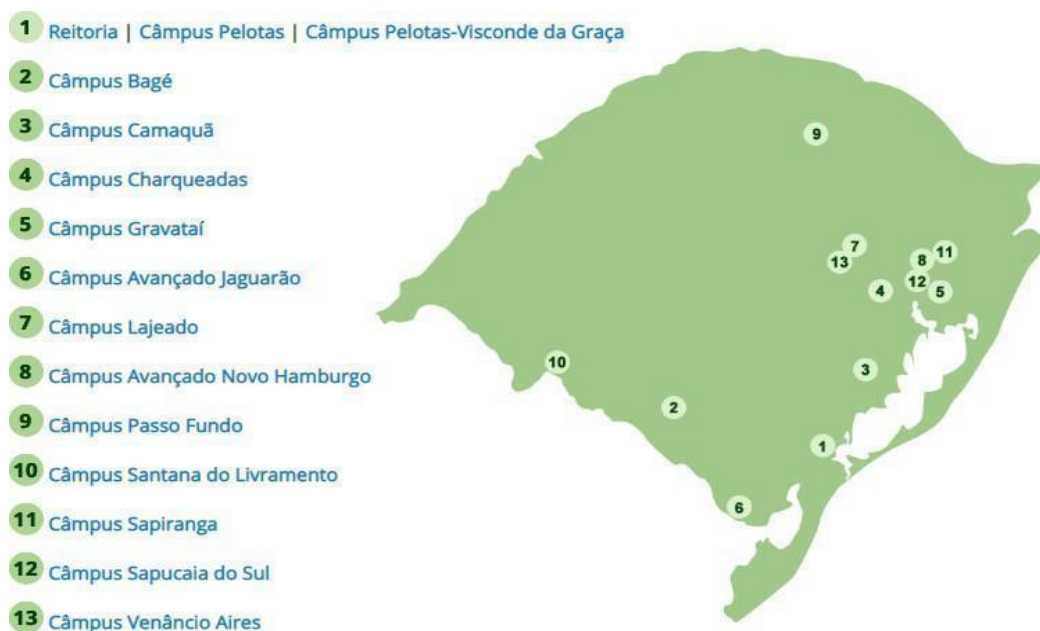 1 Reitoria | Câmpus Pelotas | Câmpus Pelotas-Visconde da Graça
2 Câmpus Bagé
3 Câmpus Camaquã
4 Câmpus Charqueadas
5 Câmpus Gravataí
6 Câmpus Avançado Jaguarão
7 Câmpus Lajeado
8 Câmpus Avançado Novo Hamburgo
9 Câmpus Passo Fundo
10 Câmpus Santana do Livramento
11 Câmpus Sapiranga
12 Câmpus Sapucaia do Sul
13 Câmpus Venâncio Aires
9
7
11
13
8
12
4
5
10
3
2
1
6